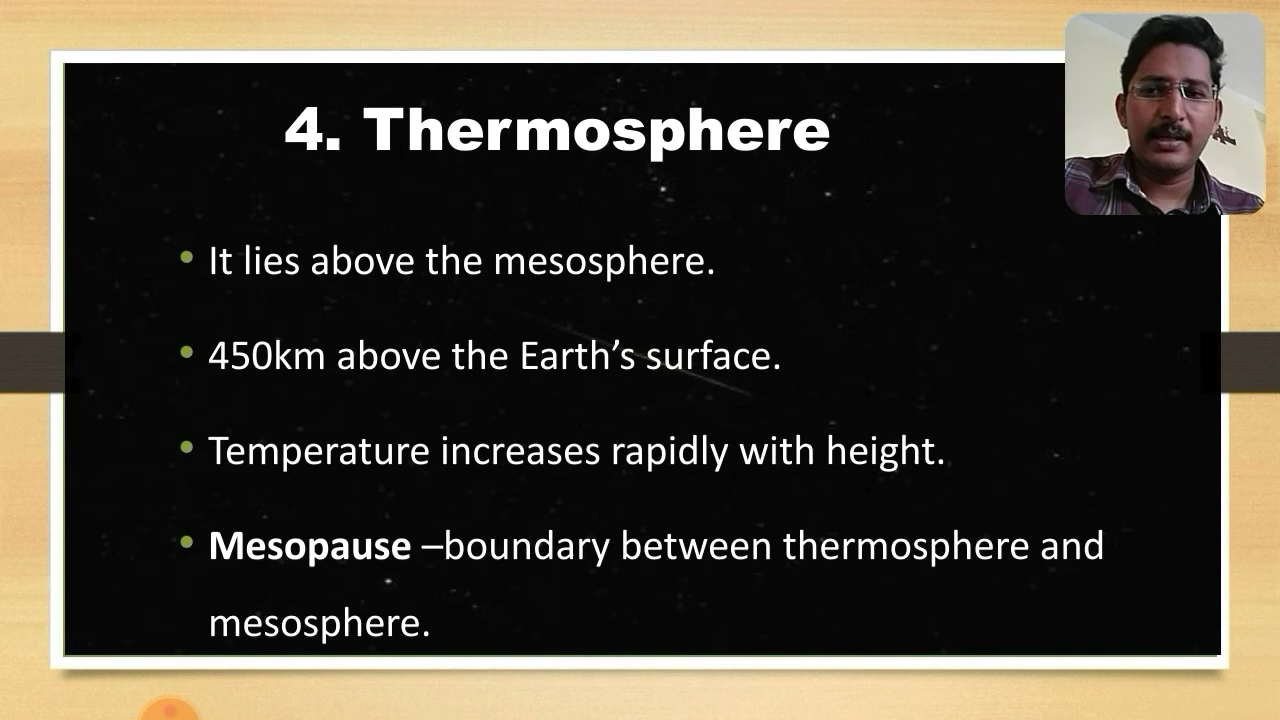 4. Thermosphere
• It lies above the mesosphere.
• 450km above the Earth’s surface.
• Temperature increases rapidly with height.
• Mesopause –boundary between thermosphere and
mesosphere.